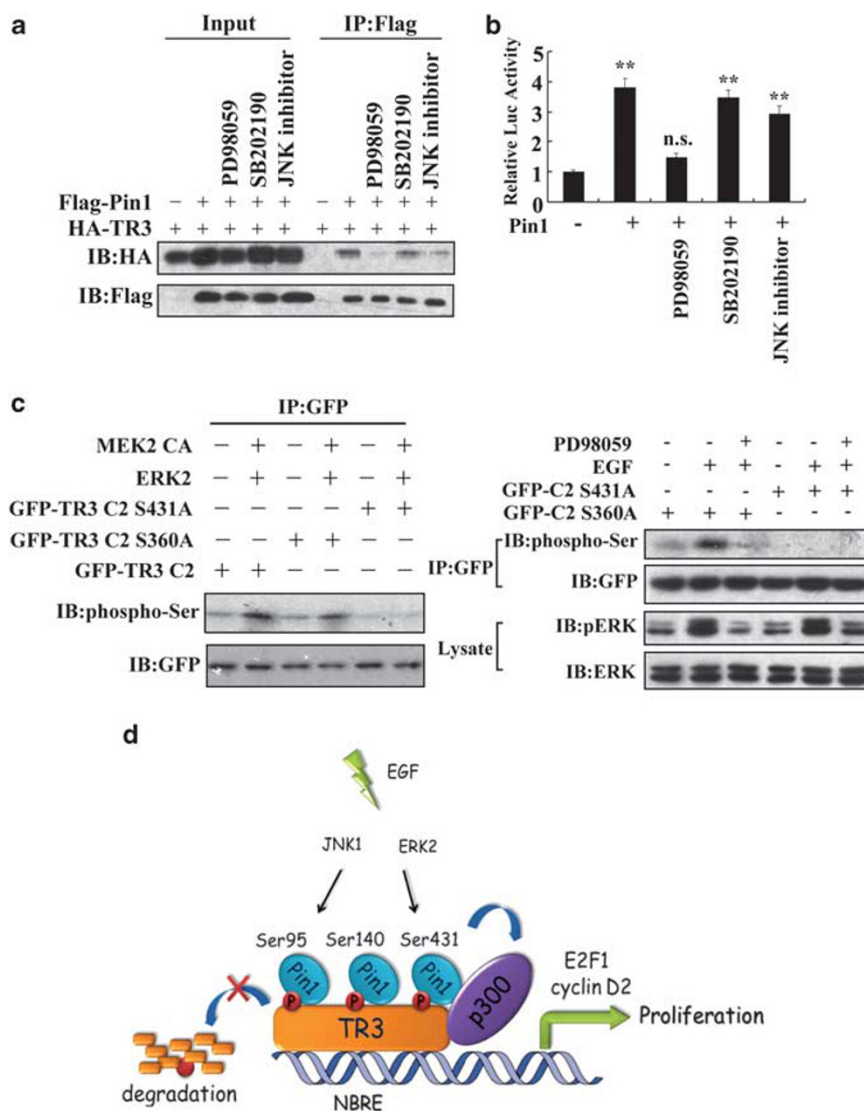 a
Input IP:Flag
PD98059 SB202190 JNK inhibitor PD98059 SB202190 JNK inhibitor
Flag-Pin1 - + + + + - + + + +
HA-TR3 + + + + + + + + + +
IB:HA
IB:Flag
b
Relative Luc Activity
5
4
3
2
1
0
** n.s. ** **
Pin1 - + + + +
PD98059 SB202190 JNK inhibitor
c
IP:GFP
MEK2 CA - + - + - +
ERK2 - + - + - +
GFP-TR3 C2 S431A - - - - + +
GFP-TR3 C2 S360A - - + + - -
GFP-TR3 C2 + + - - - -
IB:phospho-Ser
IB:GFP
PD98059 - - + - - +
EGF - + + - + +
GFP-C2 S431A - - - + + +
GFP-C2 S360A + + + - - -
IP:GFP
IB:phospho-Ser
IB:GFP
Lysate
IB:pERK
IB:ERK
d
EGF
JNK1 ERK2
Ser95 Ser140 Ser431
Pin1 Pin1 Pin1
P P P
TR3
p300
E2F1
cyclin D2
Proliferation
degradation
NBRE